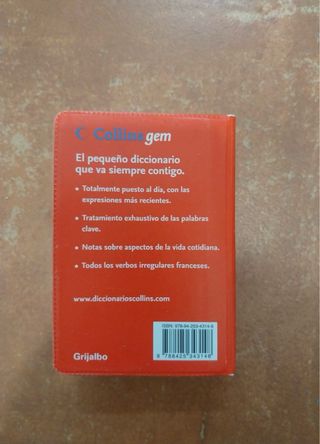 Collins gem
El pequeño diccionario
que va siempre contigo.
• Totalmente puesto al día, con las
expresiones más recientes.
• Tratamiento exhaustivo de las palabras
clave.
• Notas sobre aspectos de la vida cotidiana.
• Todos los verbos irregulares franceses.
www.diccionarioscollins.com
Grijalbo